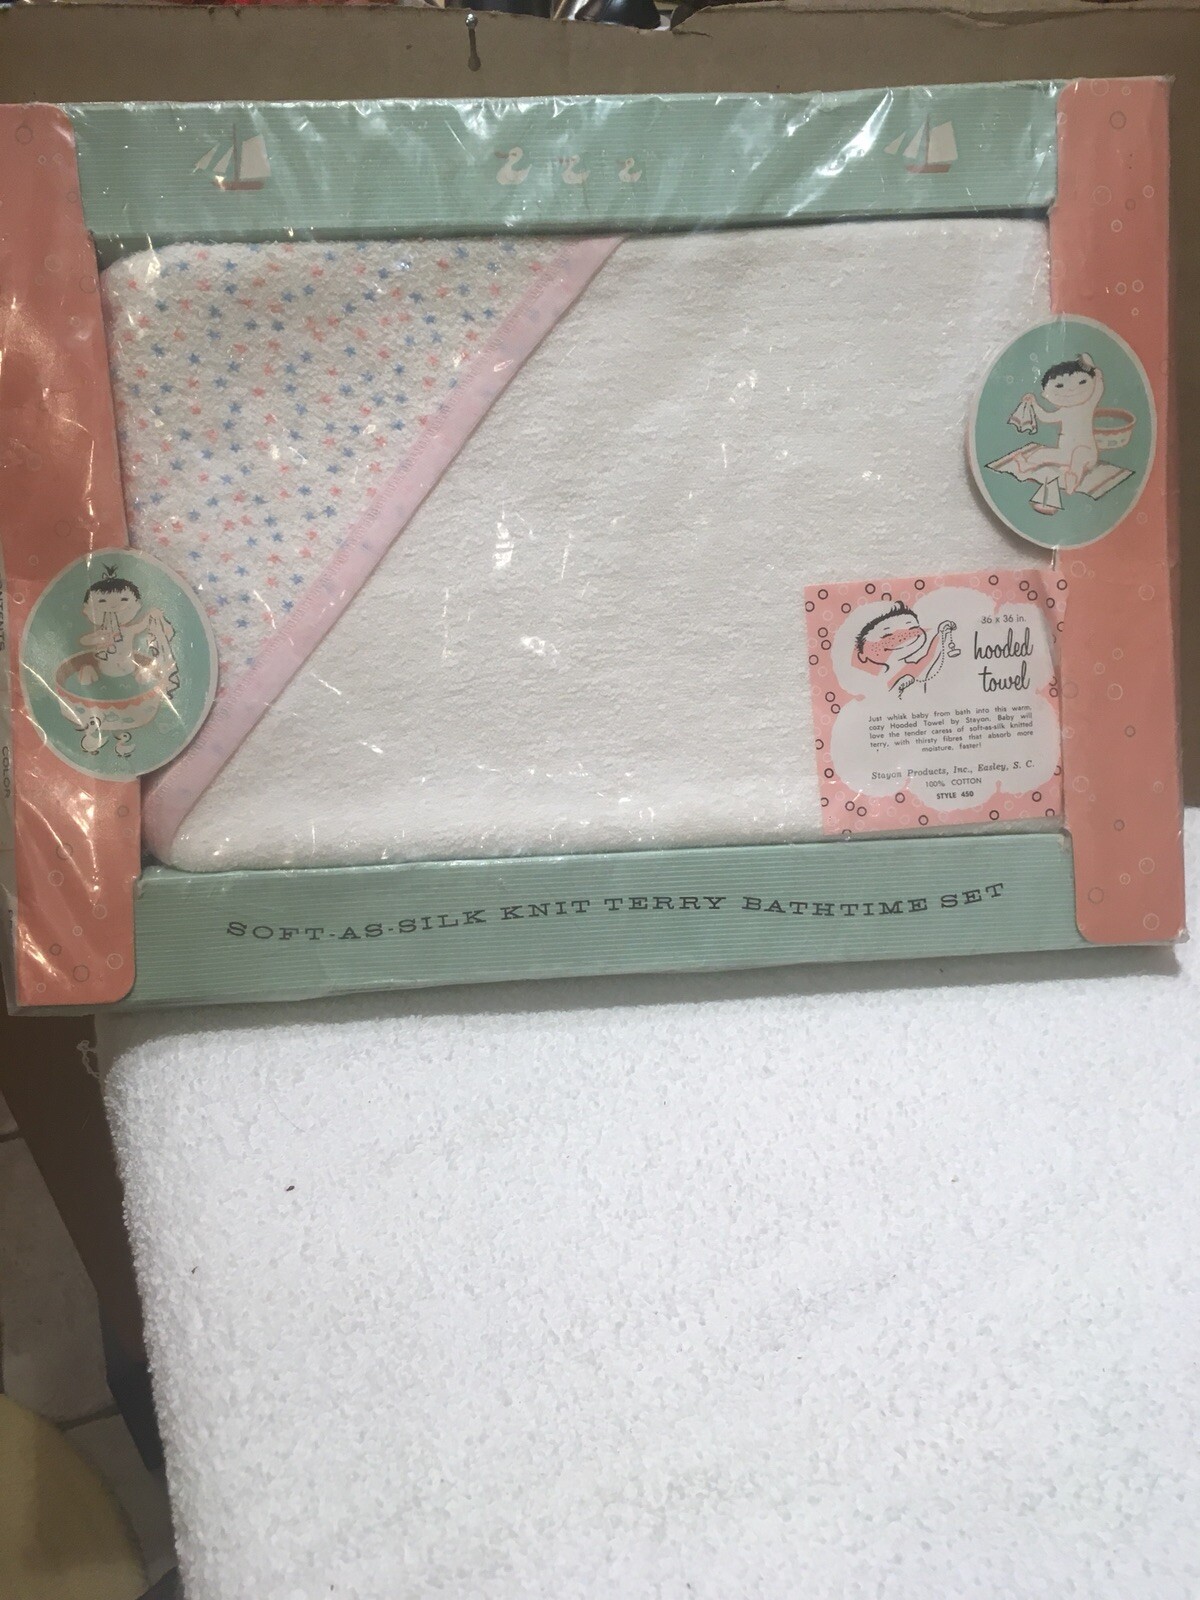 36 x 36 in.
hooded
towel
Just whisk baby from bath into this warm,
cozy Hooded Towel by Stayon. Baby will
love the tender caress of soft-as-silk knitted
terry, with thirsty fibres that absorb more
moisture, faster!
Stayon Products, Inc., Easley, S. C.
100% COTTON
STYLE 450
SOFT-AS-SILK KNIT TERRY BATHTIME SET
COLOR